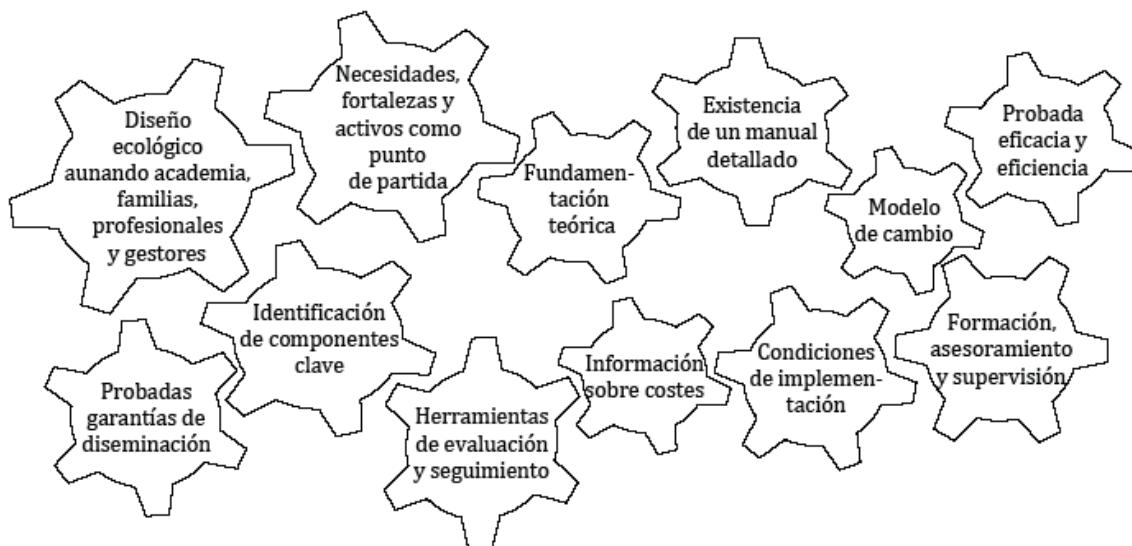 Diseño
ecológico
aunando academia,
familias,
profesionales
y gestores
Necesidades,
fortalezas y
activos como
punto
de partida
Fundamen-
tación
teórica
Existencia
de un manual
detallado
Modelo
de cambio
Probada
eficacia y
eficiencia
Probadas
garantías de
diseminación
Identificación
de componentes
clave
Herramientas
de evaluación
y seguimiento
Información
sobre costes
Condiciones
de implemen-
tación
Formación,
asesoramiento
y supervisión